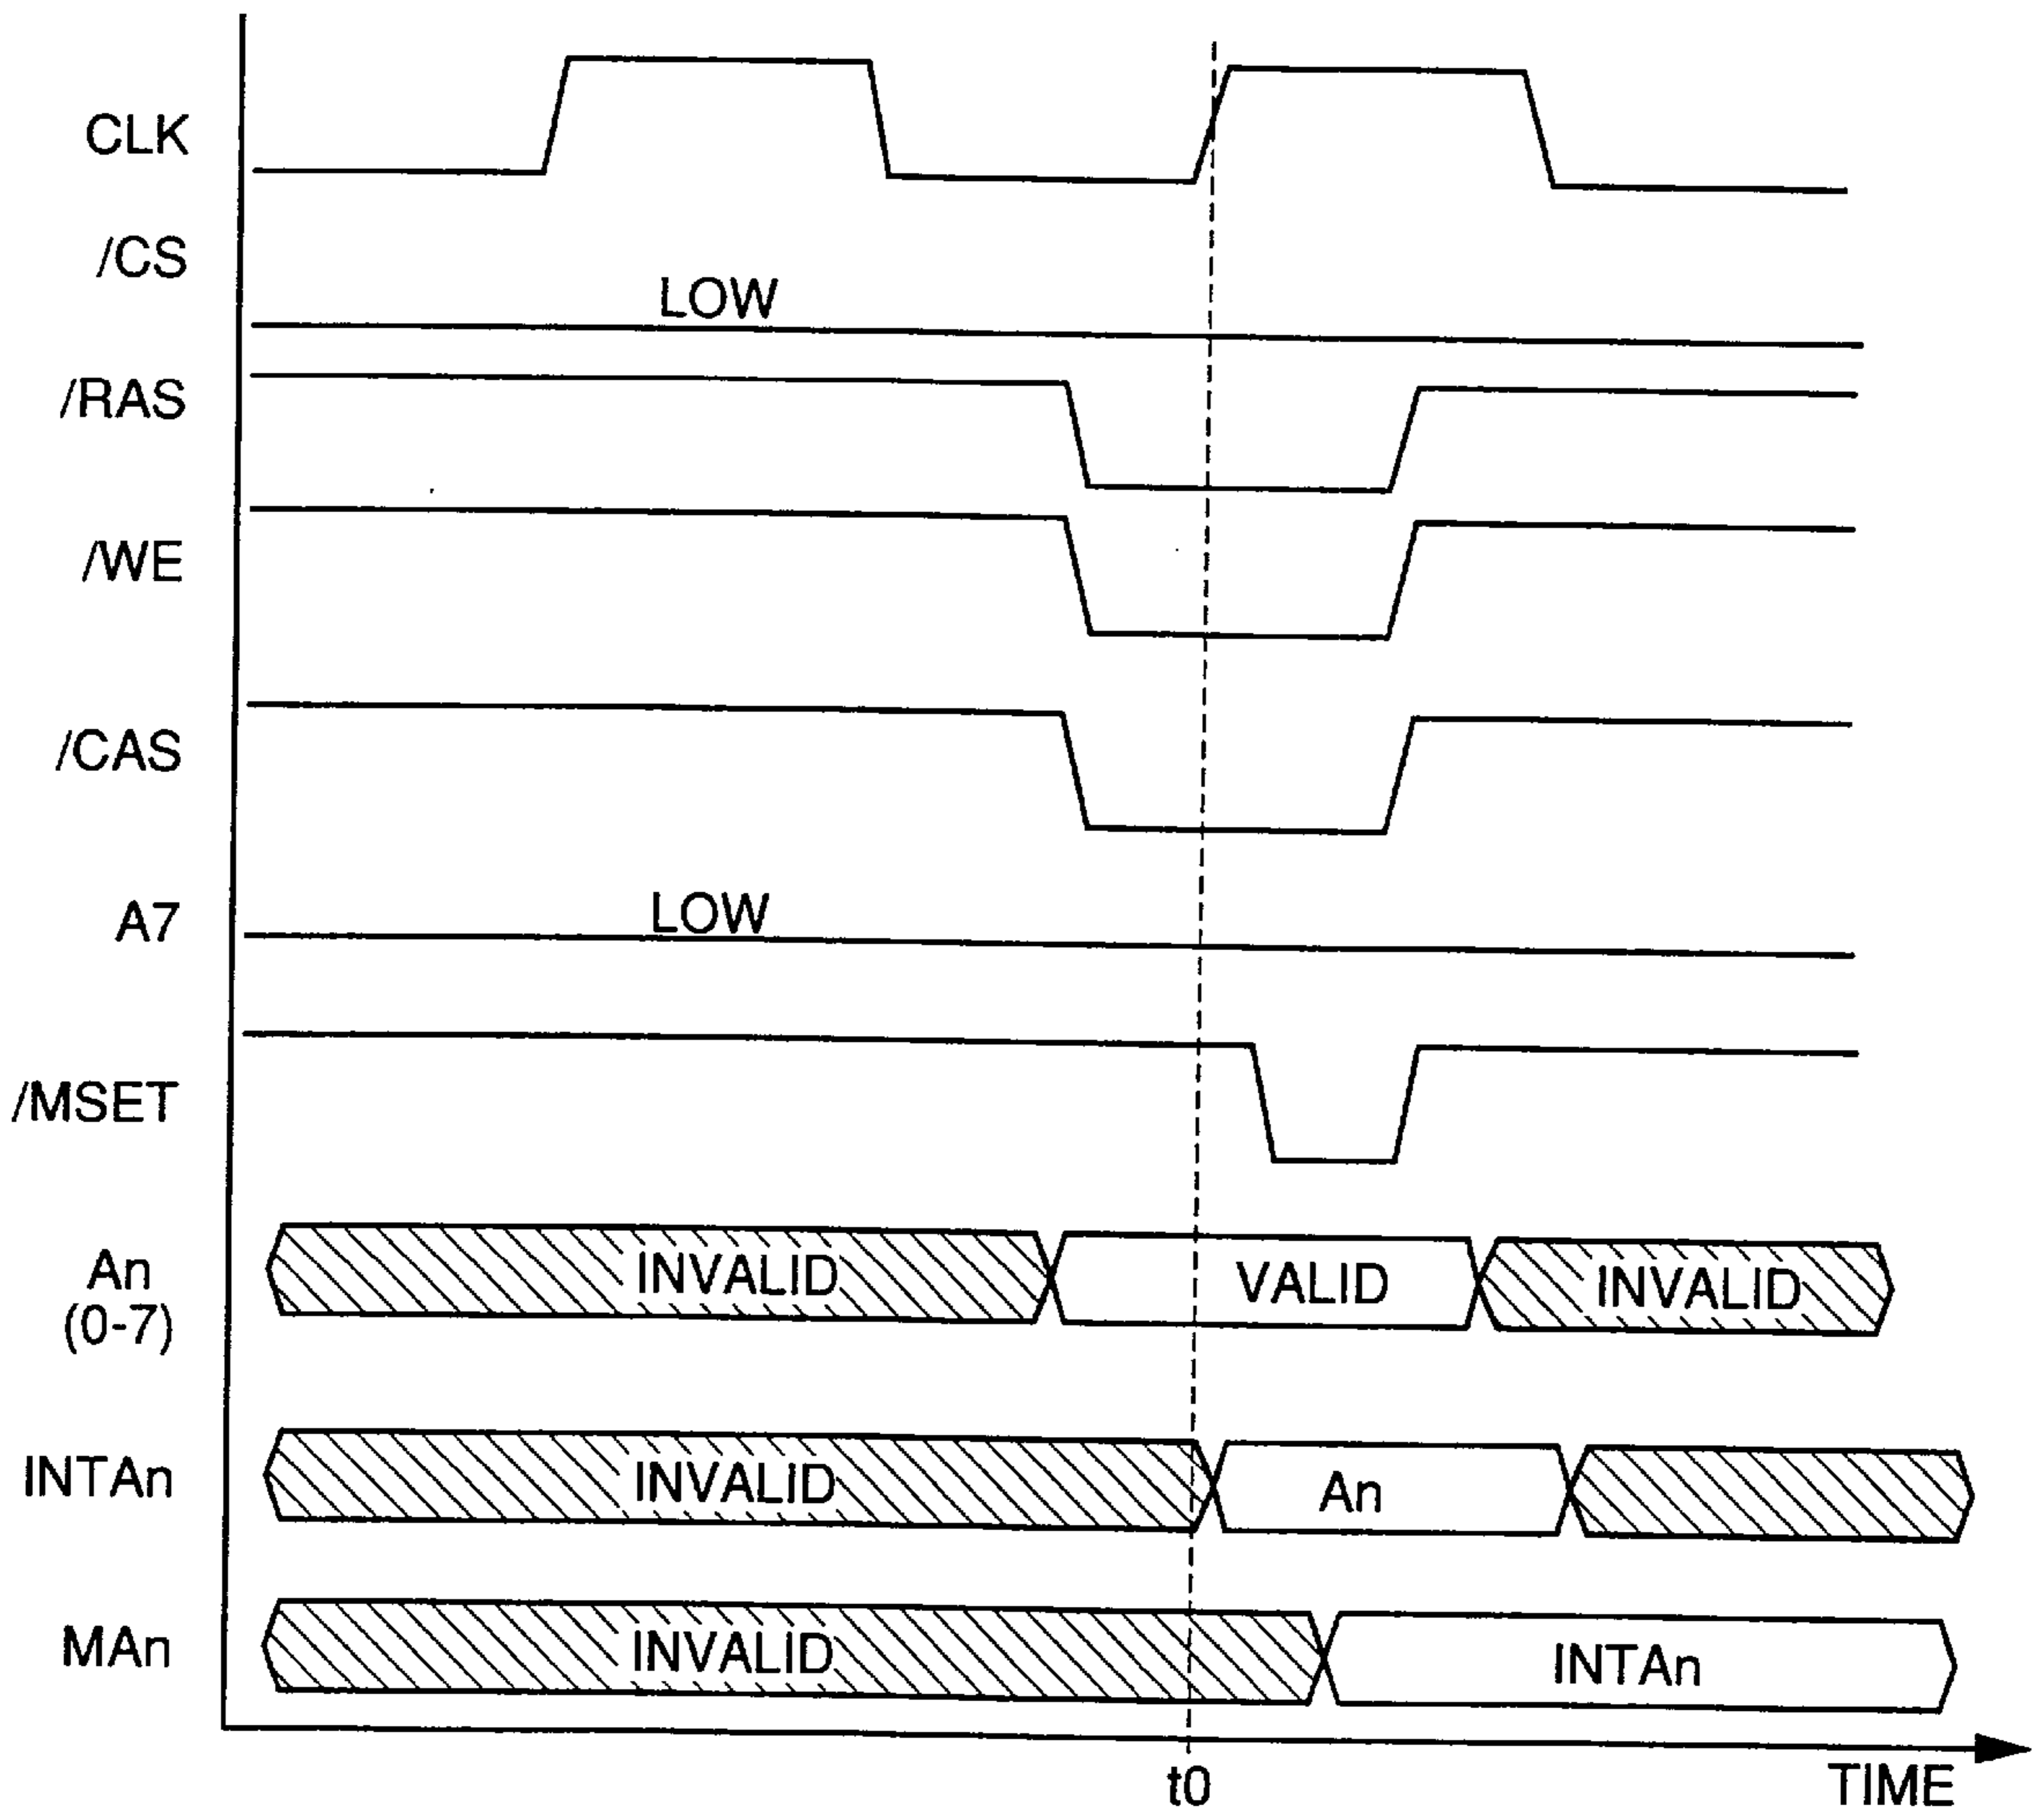 CLK
/CS
LOW
/RAS
/WE
/CAS
A7
LOW
/MSET
An
(0-7)
INVALID
VALID
INVALID
INTAn
INVALID
An
MAn
INVALID
INTAn
t0
TIME